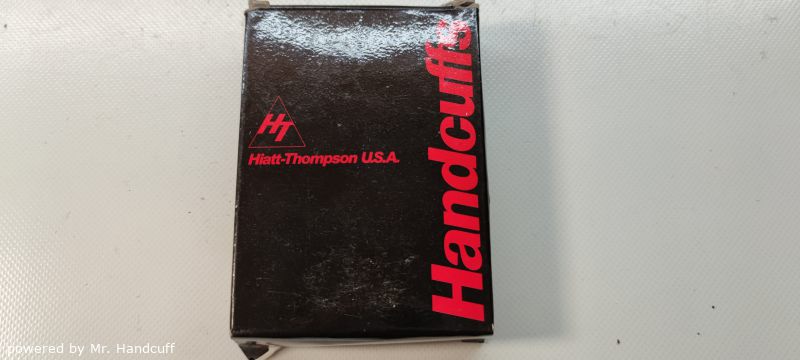 HT
Hiatt-Thompson U.S.A.
Handcuffs
powered by Mr. Handcuff